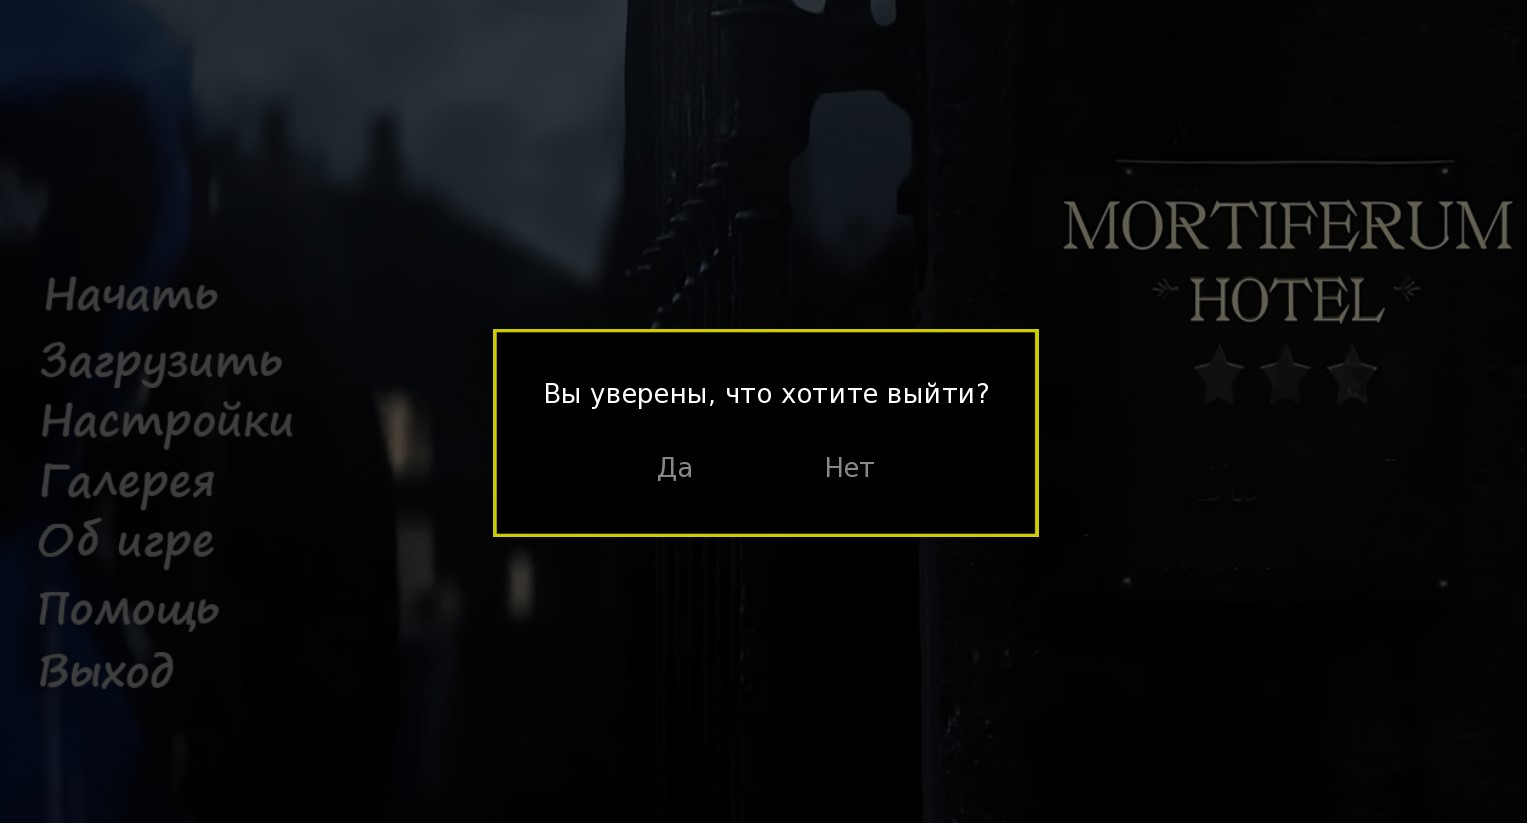 Начать
Загрузить
Настройки
Галерея
Об игре
Помощь
Выход
MORTIFERUM
HOTEL
Вы уверены, что хотите выйти?
Да Нет